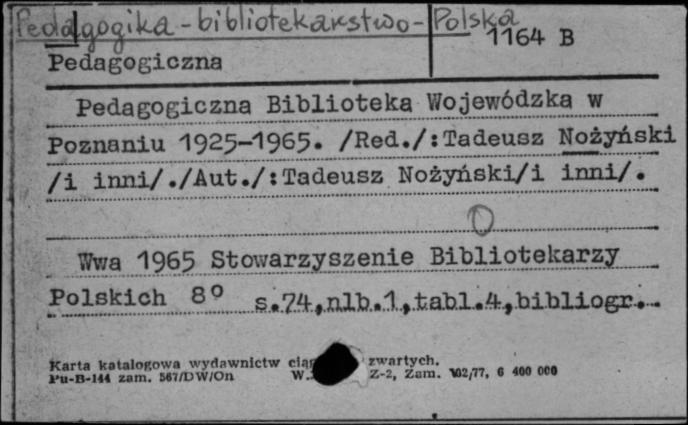 Pedagogika - bibliotekarstwo - Polska
1164 B
Pedagogiczna
Pedagogiczna Biblioteka Wojewódzka w
Poznaniu 1925-1965. /Red./:Tadeusz Nożyński
/i inni/./Aut./:Tadeusz Nożyński/i inni/.
Wwa 1965 Stowarzyszenie Bibliotekarzy
Polskich 8° s.74,nlb.1,tabl.4,bibliogr.
Karta katalogowa wydawnictw zwartych.
Pu-B-144 zam. 567/DW/On W. Z-2, Zam. 102/77, 6 400 000